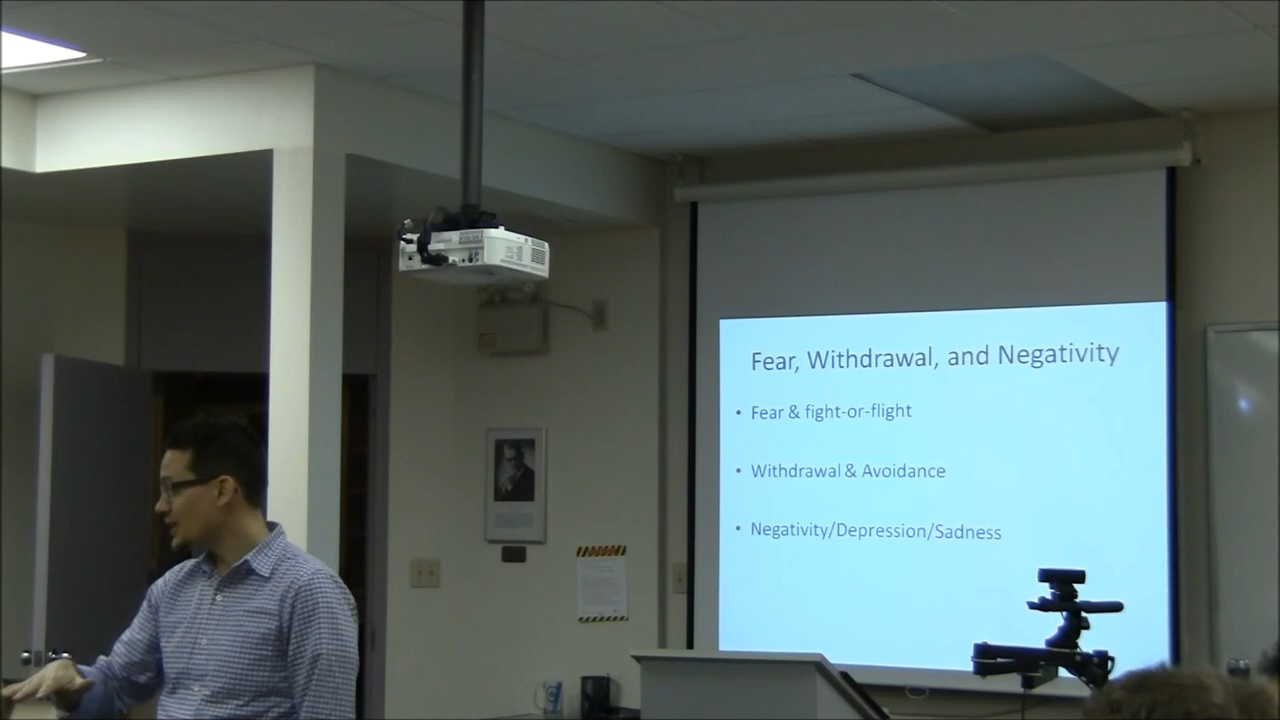 Fear, Withdrawal, and Negativity
• Fear & fight-or-flight
• Withdrawal & Avoidance
• Negativity/Depression/Sadness